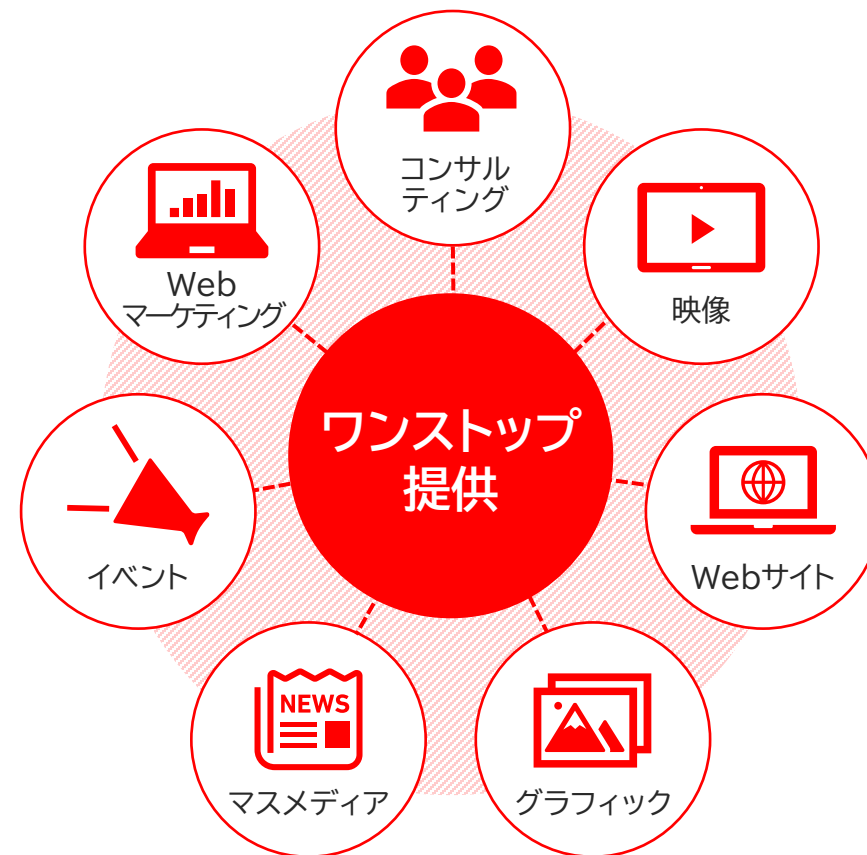 コンサル
ティング
映像
Web
マーケティング
ワンストップ
提供
Webサイト
イベント
NEWS
マスメディア
グラフィック